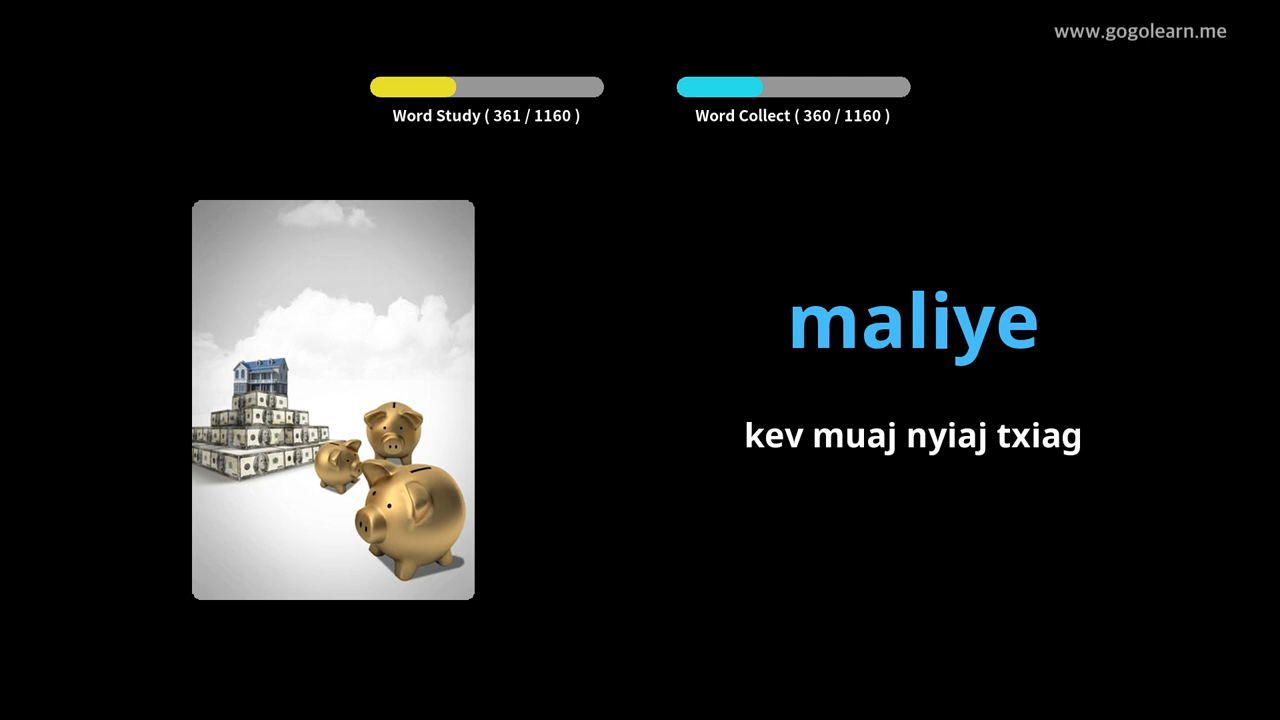 www.gogolearn.me
Word Study ( 361 / 1160 )
Word Collect ( 360 / 1160 )
maliye
kev muaj nyiaj txiag